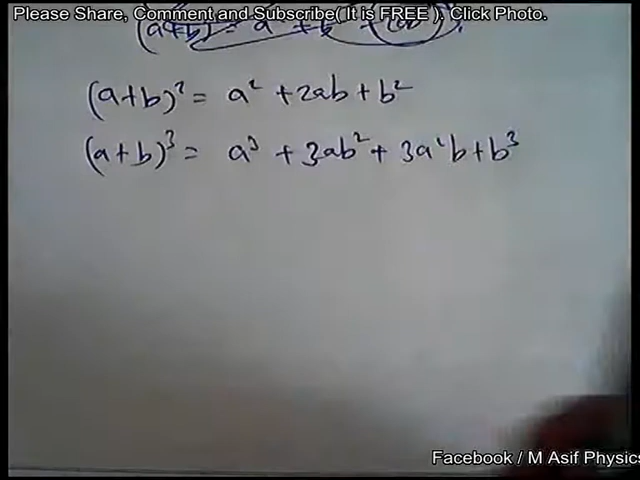 Please Share, Comment and Subscribe( It is FREE ). Click Photo.
(a+b)² = a² + 2ab + b²
(a+b)³ = a³ + 3ab² + 3a²b + b³
Facebook / M Asif Physics